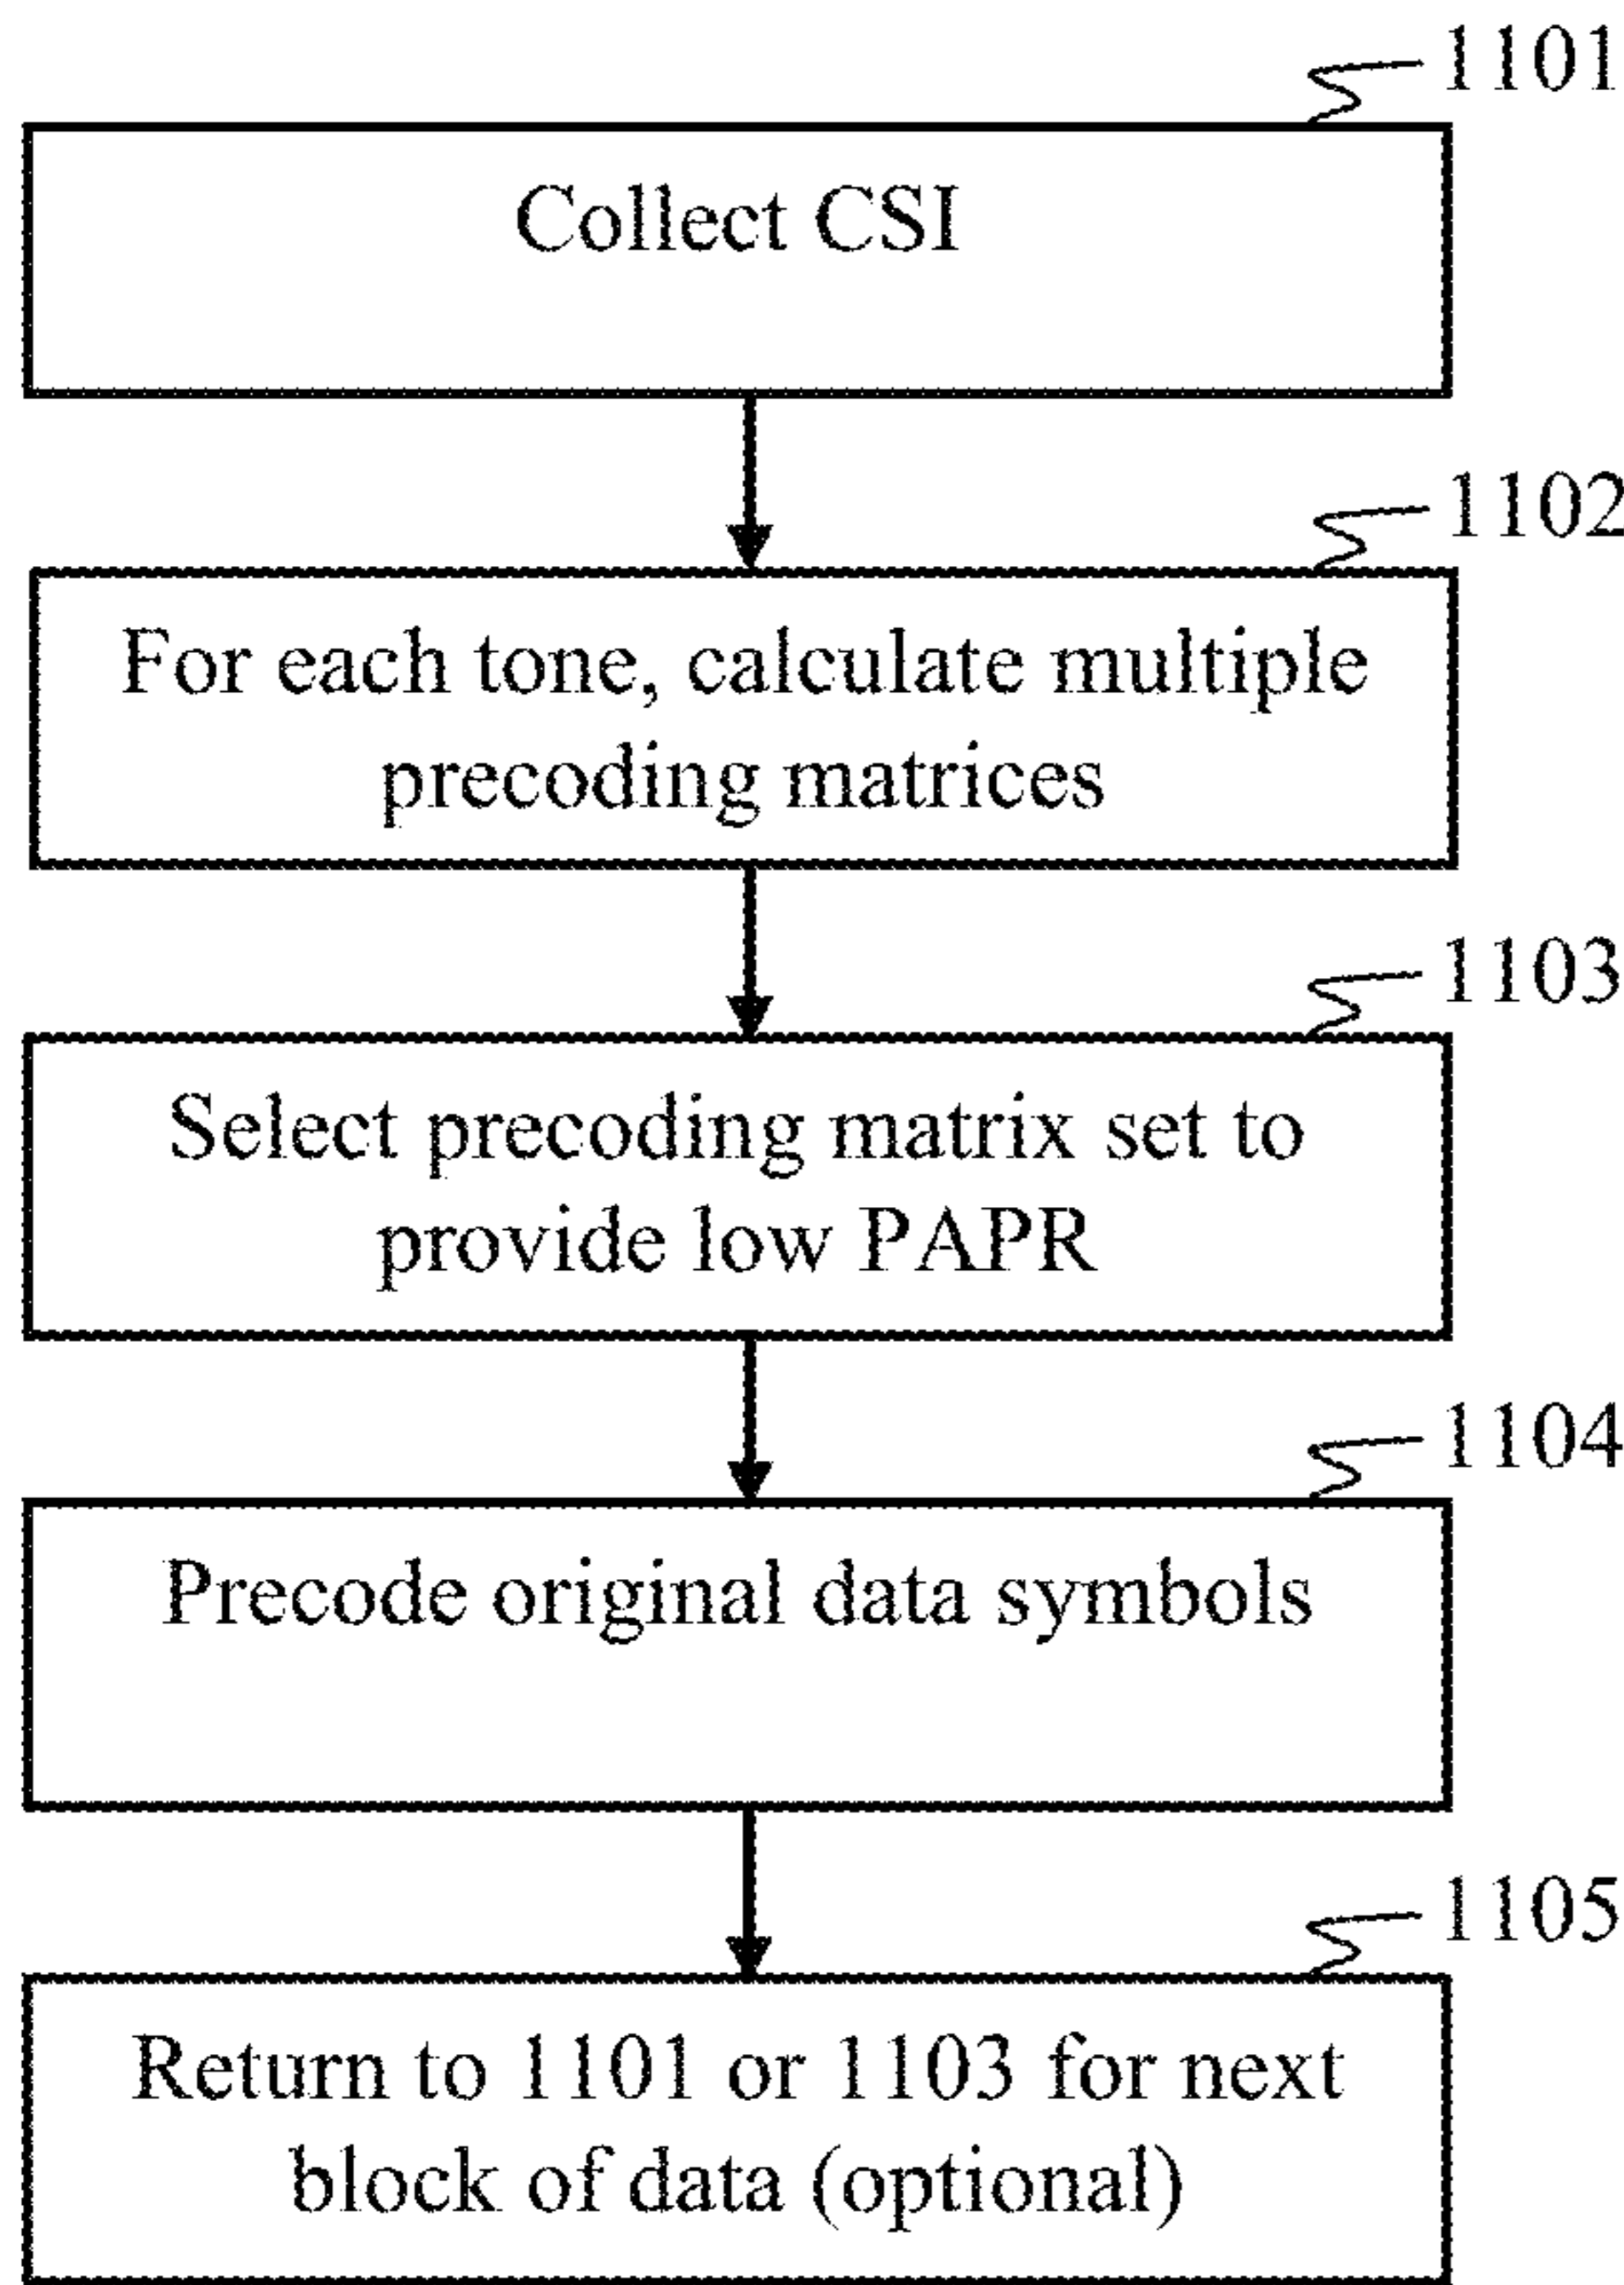 1101
Collect CSI
1102
For each tone, calculate multiple
precoding matrices
1103
Select precoding matrix set to
provide low PAPR
1104
Precode original data symbols
1105
Return to 1101 or 1103 for next
block of data (optional)